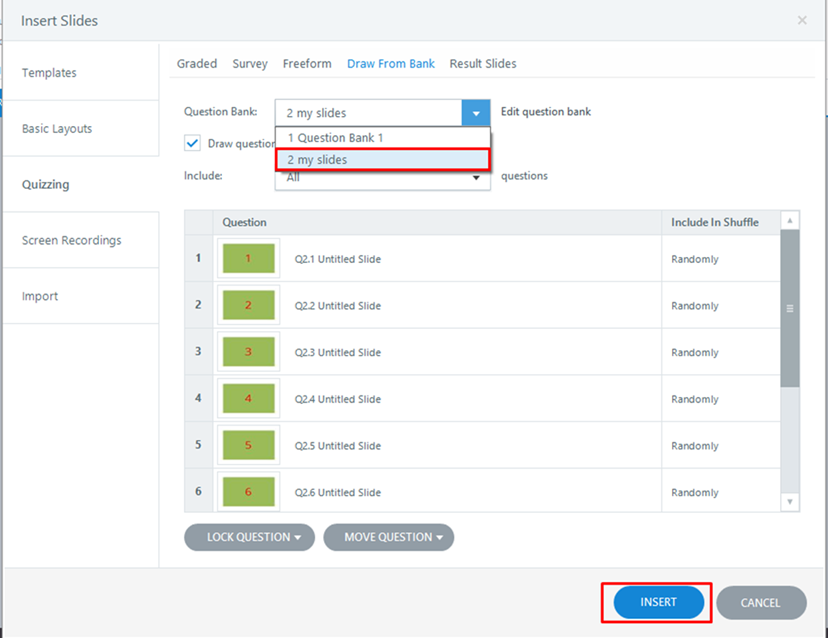 Insert Slides
Templates
Basic Layouts
Quizzing
Screen Recordings
Import
Graded Survey Freeform Draw From Bank Result Slides
Question Bank: 2 my slides Edit question bank
1 Question Bank 1
Draw question
2 my slides
Include: All questions
Question Include In Shuffle
1 1 Q2.1 Untitled Slide Randomly
2 2 Q2.2 Untitled Slide Randomly
3 3 Q2.3 Untitled Slide Randomly
4 4 Q2.4 Untitled Slide Randomly
5 5 Q2.5 Untitled Slide Randomly
6 6 Q2.6 Untitled Slide Randomly
LOCK QUESTION MOVE QUESTION
INSERT CANCEL